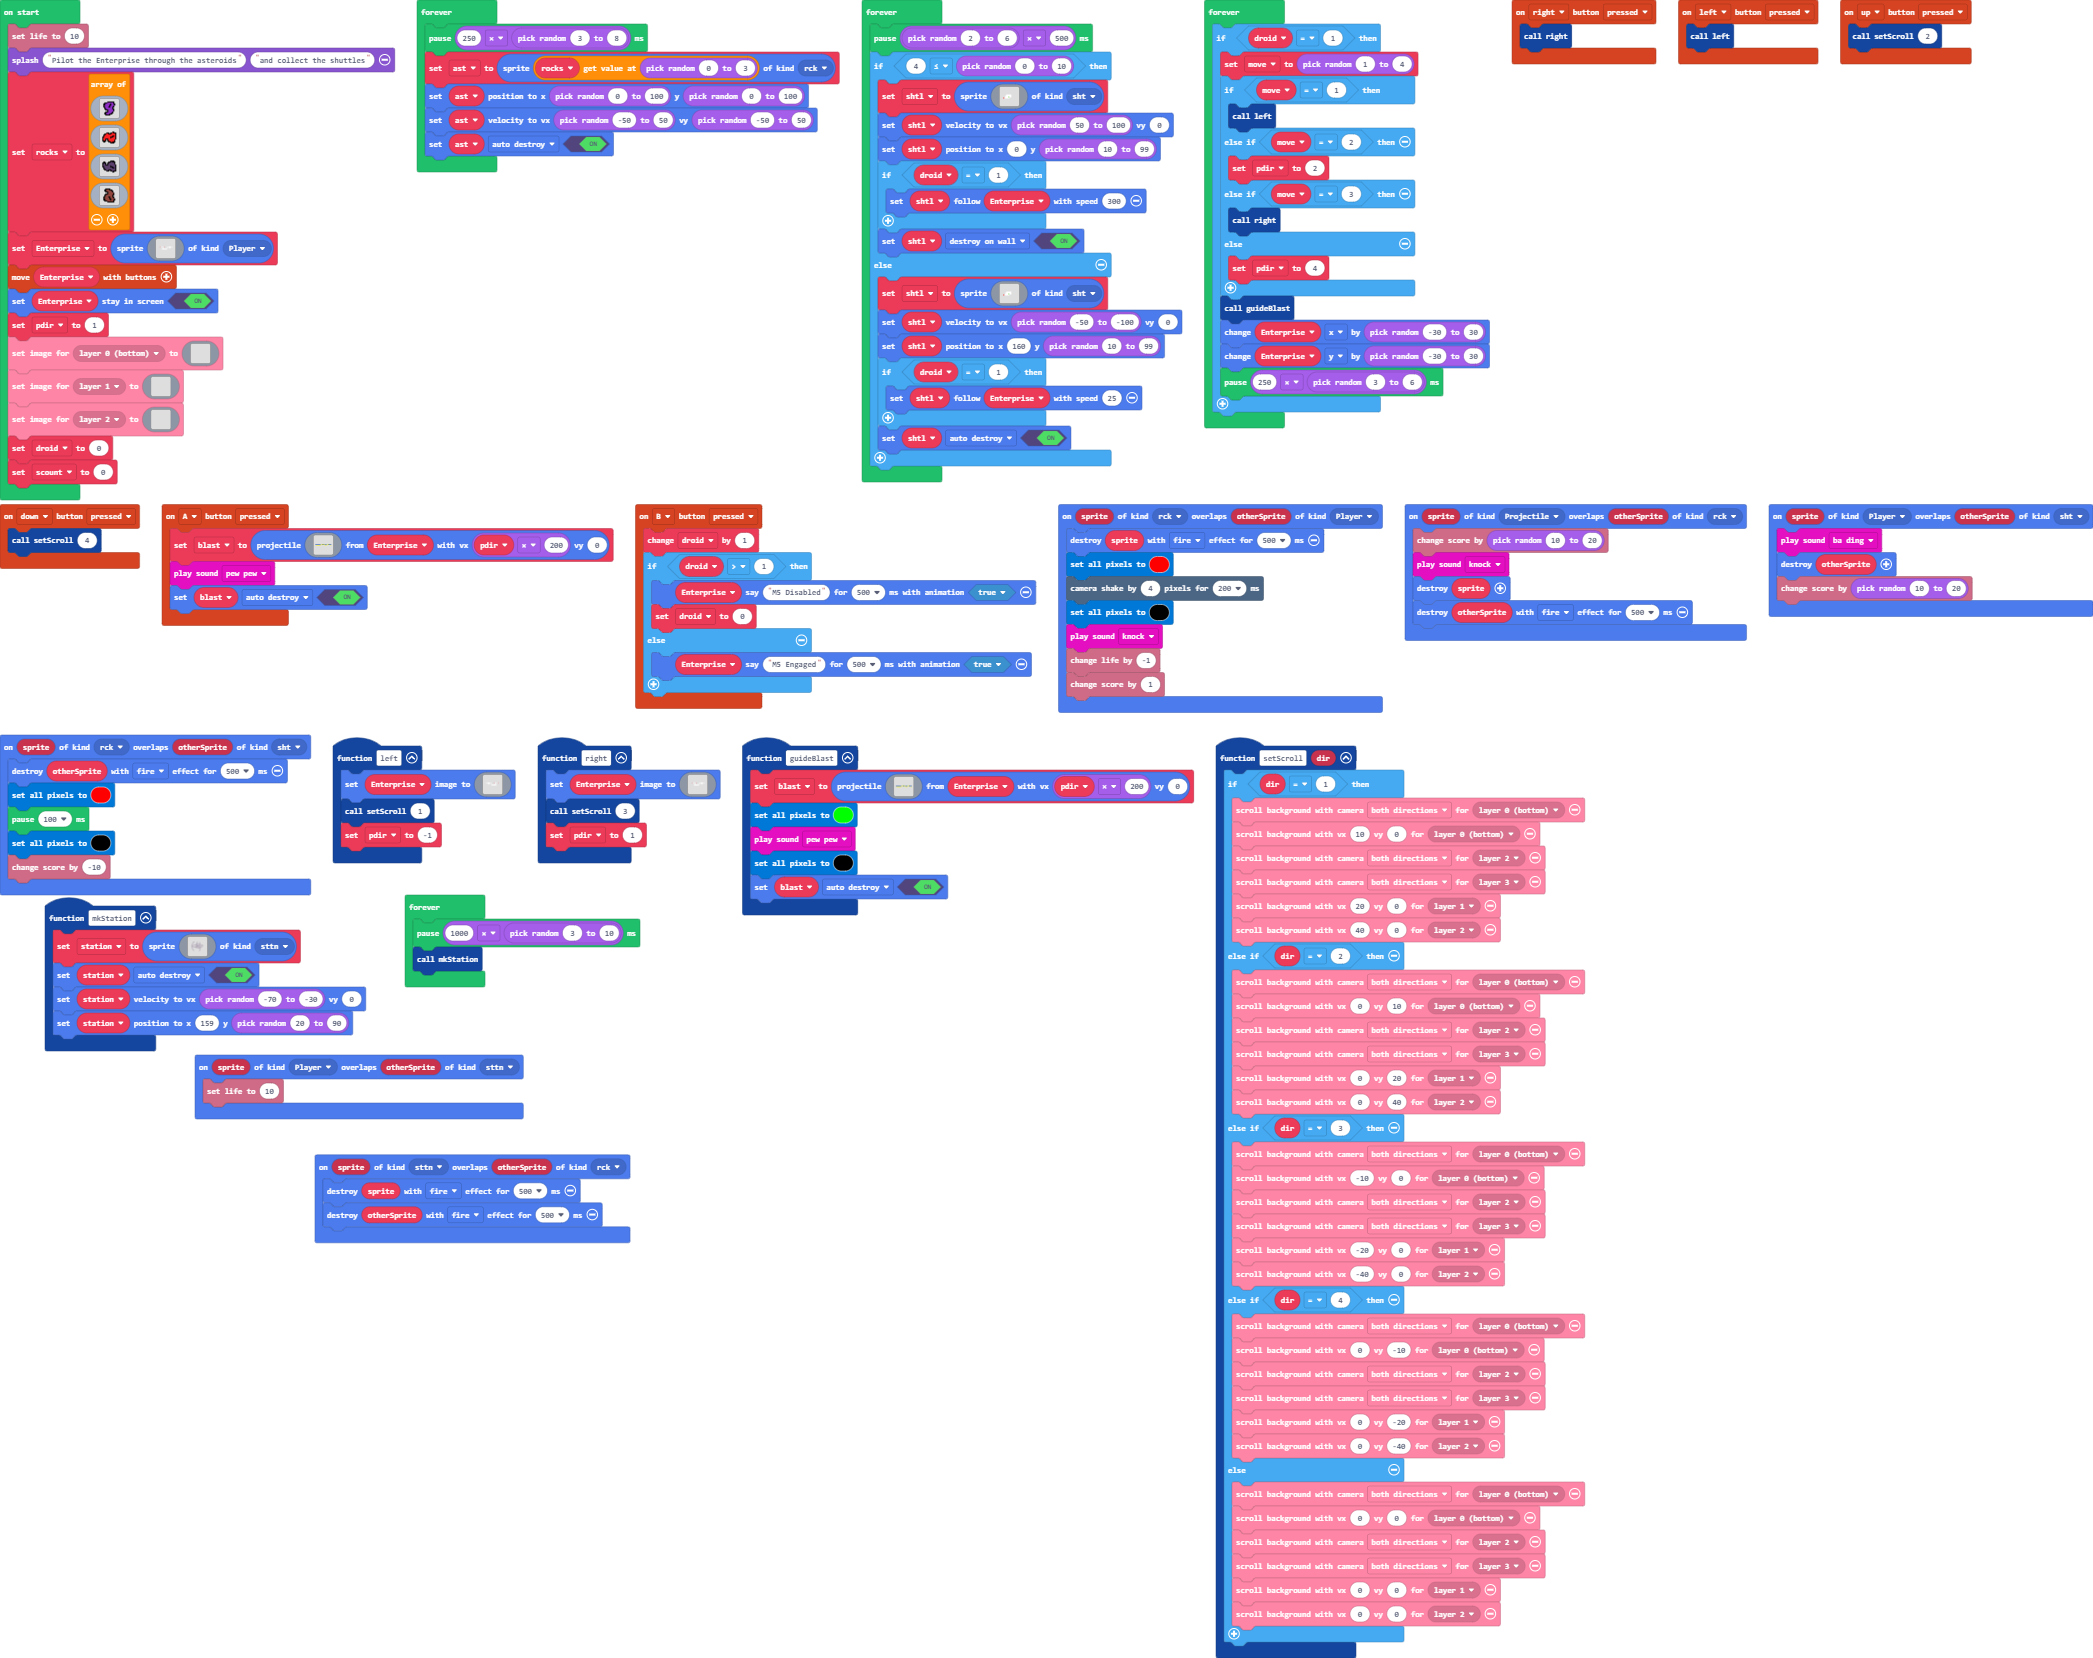 on start
set life to 10
splash "Pilot the Enterprise through the asteroids" "and collect the shuttles"
set rocks to array of
set Enterprise to sprite of kind Player
move Enterprise with buttons
set Enterprise stay in screen ON
set pdir to 1
set image for layer 0 (bottom) to
set image for layer 1 to
set image for layer 2 to
set droid to 0
set scount to 0
forever
pause 250 × pick random 3 to 8 ms
set ast to sprite rocks get value at pick random 0 to 3 of kind rck
set ast position to x pick random 0 to 100 y pick random 0 to 100
set ast velocity to vx pick random -50 to 50 vy pick random -50 to 50
set ast auto destroy ON
forever
pause pick random 2 to 6 × 500 ms
if 4 ≤ pick random 0 to 10 then
set shtl to sprite of kind sht
set shtl velocity to vx pick random 50 to 100 vy 0
set shtl position to x 0 y pick random 10 to 99
if droid = 1 then
set shtl follow Enterprise with speed 300
set shtl destroy on wall ON
else
set shtl to sprite of kind sht
set shtl velocity to vx pick random -50 to -100 vy 0
set shtl position to x 160 y pick random 10 to 99
if droid = 1 then
set shtl follow Enterprise with speed 25
set shtl auto destroy ON
forever
if droid = 1 then
set move to pick random 1 to 4
if move = 1 then
call left
else if move = 2 then
set pdir to 2
else if move = 3 then
call right
else
set pdir to 4
call guideBlast
change Enterprise x by pick random -30 to 30
change Enterprise y by pick random -30 to 30
pause 250 × pick random 3 to 6 ms
on right button pressed
call right
on left button pressed
call left
on up button pressed
call setScroll 2
on down button pressed
call setScroll 4
on A button pressed
set blast to projectile from Enterprise with vx pdir × 200 vy 0
play sound pew pew
set blast auto destroy ON
on B button pressed
change droid by 1
if droid > 1 then
Enterprise say "M5 Disabled" for 500 ms with animation true
set droid to 0
else
Enterprise say "M5 Engaged" for 500 ms with animation true
on sprite of kind rck overlaps otherSprite of kind Player
destroy sprite with fire effect for 500 ms
set all pixels to
camera shake by 4 pixels for 200 ms
set all pixels to
play sound knock
change life by -1
change score by 1
on sprite of kind Projectile overlaps otherSprite of kind rck
change score by pick random 10 to 20
play sound knock
destroy sprite
destroy otherSprite with fire effect for 500 ms
on sprite of kind Player overlaps otherSprite of kind sht
play sound ba ding
destroy otherSprite
change score by pick random 10 to 20
on sprite of kind rck overlaps otherSprite of kind sht
destroy otherSprite with fire effect for 500 ms
set all pixels to
pause 100 ms
set all pixels to
change score by -10
function left
set Enterprise image to
call setScroll 1
set pdir to -1
function right
set Enterprise image to
call setScroll 3
set pdir to 1
function guideBlast
set blast to projectile from Enterprise with vx pdir × 200 vy 0
set all pixels to
play sound pew pew
set all pixels to
set blast auto destroy ON
function mkStation
set station to sprite of kind sttn
set station auto destroy ON
set station velocity to vx pick random -70 to -30 vy 0
set station position to x 159 y pick random 20 to 90
forever
pause 1000 × pick random 3 to 10 ms
call mkStation
on sprite of kind Player overlaps otherSprite of kind sttn
set life to 10
on sprite of kind sttn overlaps otherSprite of kind rck
destroy sprite with fire effect for 500 ms
destroy otherSprite with fire effect for 500 ms
function setScroll dir
if dir = 1 then
scroll background with camera both directions for layer 0 (bottom)
scroll background with vx 10 vy 0 for layer 0 (bottom)
scroll background with camera both directions for layer 2
scroll background with camera both directions for layer 3
scroll background with vx 20 vy 0 for layer 1
scroll background with vx 40 vy 0 for layer 2
else if dir = 2 then
scroll background with camera both directions for layer 0 (bottom)
scroll background with vx 0 vy 10 for layer 0 (bottom)
scroll background with camera both directions for layer 2
scroll background with camera both directions for layer 3
scroll background with vx 0 vy 20 for layer 1
scroll background with vx 0 vy 40 for layer 2
else if dir = 3 then
scroll background with camera both directions for layer 0 (bottom)
scroll background with vx -10 vy 0 for layer 0 (bottom)
scroll background with camera both directions for layer 2
scroll background with camera both directions for layer 3
scroll background with vx -20 vy 0 for layer 1
scroll background with vx -40 vy 0 for layer 2
else if dir = 4 then
scroll background with camera both directions for layer 0 (bottom)
scroll background with vx 0 vy -10 for layer 0 (bottom)
scroll background with camera both directions for layer 2
scroll background with camera both directions for layer 3
scroll background with vx 0 vy -20 for layer 1
scroll background with vx 0 vy -40 for layer 2
else
scroll background with camera both directions for layer 0 (bottom)
scroll background with vx 0 vy 0 for layer 0 (bottom)
scroll background with camera both directions for layer 2
scroll background with camera both directions for layer 3
scroll background with vx 0 vy 0 for layer 1
scroll background with vx 0 vy 0 for layer 2